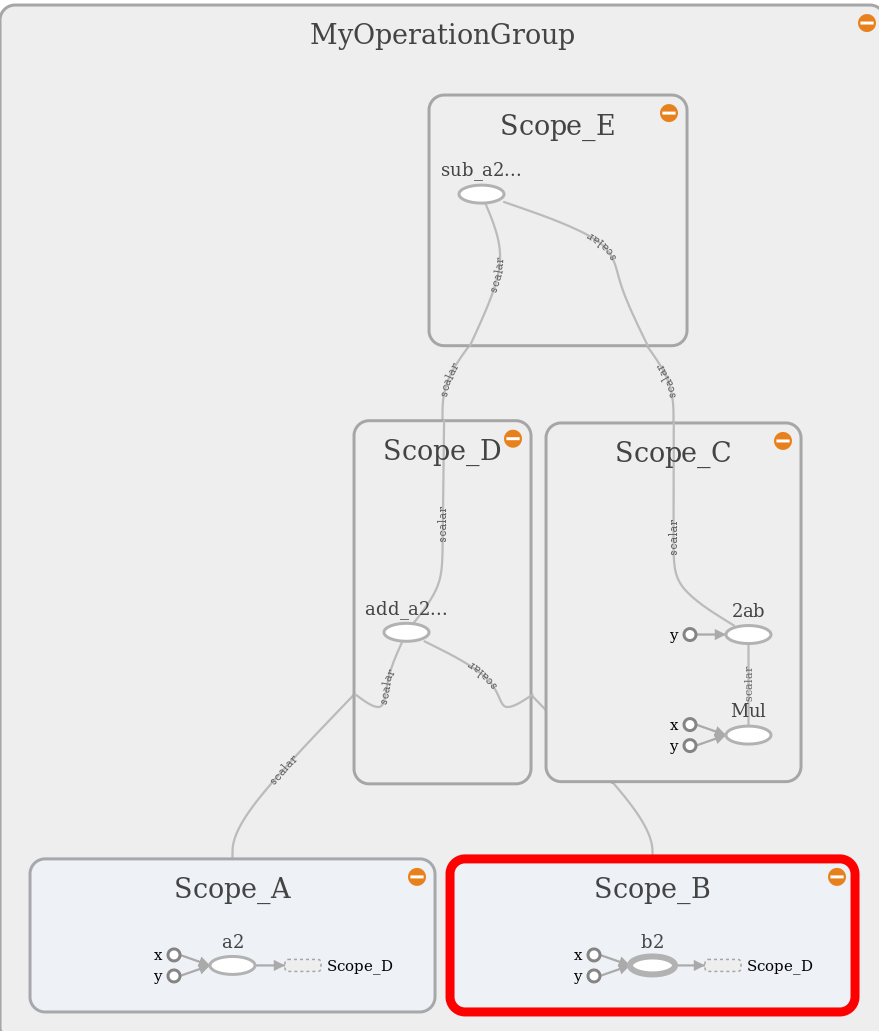 MyOperationGroup
Scope_E
sub_a2...
scalar
scalar
scalar
scalar
Scope_D
Scope_C
scalar
scalar
add_a2...
2ab
y
scalar
scalar
scalar
Mul
x
y
scalar
Scope_A
Scope_B
a2
b2
x
y
Scope_D
x
y
Scope_D